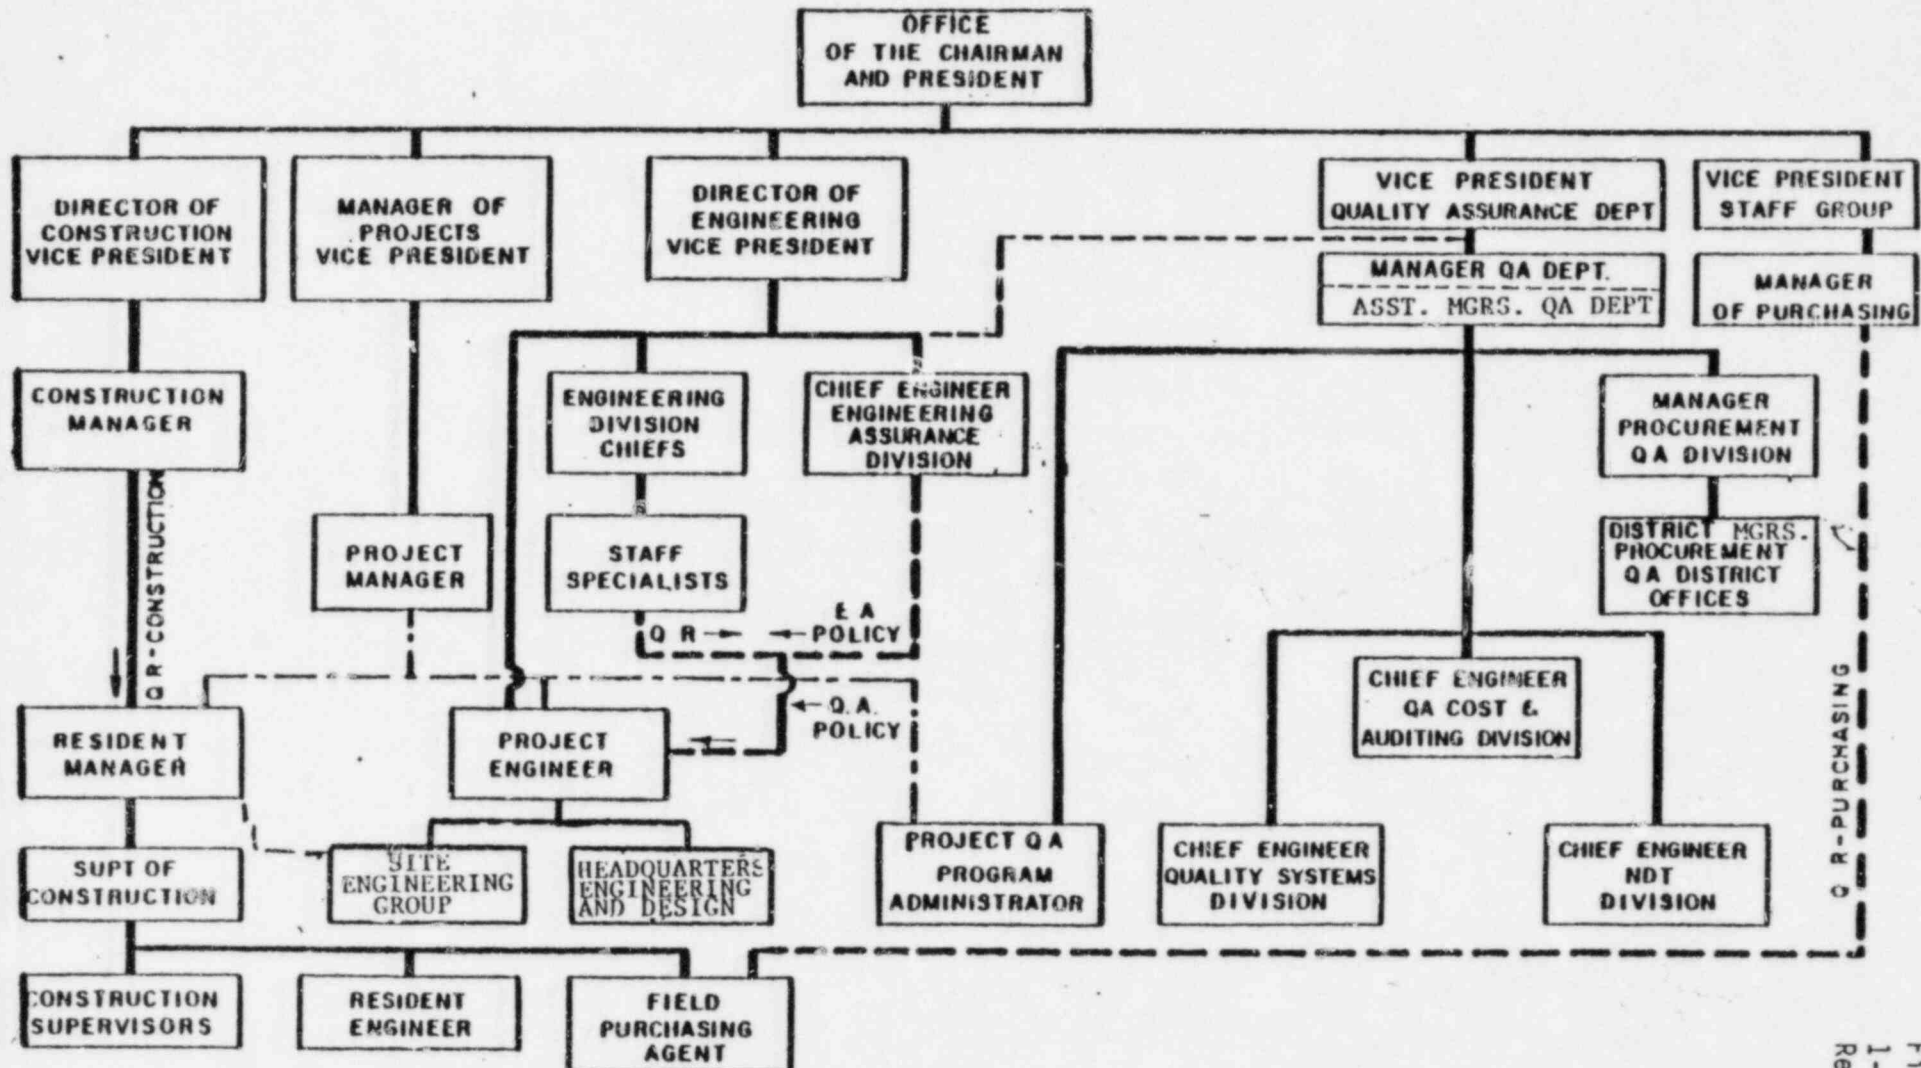 OFFICE
OF THE CHAIRMAN
AND PRESIDENT
DIRECTOR OF
CONSTRUCTION
VICE PRESIDENT
MANAGER OF
PROJECTS
VICE PRESIDENT
DIRECTOR OF
ENGINEERING
VICE PRESIDENT
VICE PRESIDENT
QUALITY ASSURANCE DEPT
VICE PRESIDENT
STAFF GROUP
MANAGER QA DEPT.
ASST. MGRS. QA DEPT
MANAGER
OF PURCHASING
CONSTRUCTION
MANAGER
ENGINEERING
DIVISION
CHIEFS
CHIEF ENGINEER
ENGINEERING
ASSURANCE
DIVISION
MANAGER
PROCUREMENT
QA DIVISION
QR-CONSTRUCTION
PROJECT
MANAGER
STAFF
SPECIALISTS
DISTRICT MGRS.
PROCUREMENT
QA DISTRICT
OFFICES
Q R → ← E A
POLICY
CHIEF ENGINEER
QA COST &
AUDITING DIVISION
QR-PURCHASING
RESIDENT
MANAGER
PROJECT
ENGINEER
← Q.A.
POLICY
SUPT OF
CONSTRUCTION
SITE
ENGINEERING
GROUP
HEADQUARTERS
ENGINEERING
AND DESIGN
PROJECT QA
PROGRAM
ADMINISTRATOR
CHIEF ENGINEER
QUALITY SYSTEMS
DIVISION
CHIEF ENGINEER
NDT
DIVISION
CONSTRUCTION
SUPERVISORS
RESIDENT
ENGINEER
FIELD
PURCHASING
AGENT